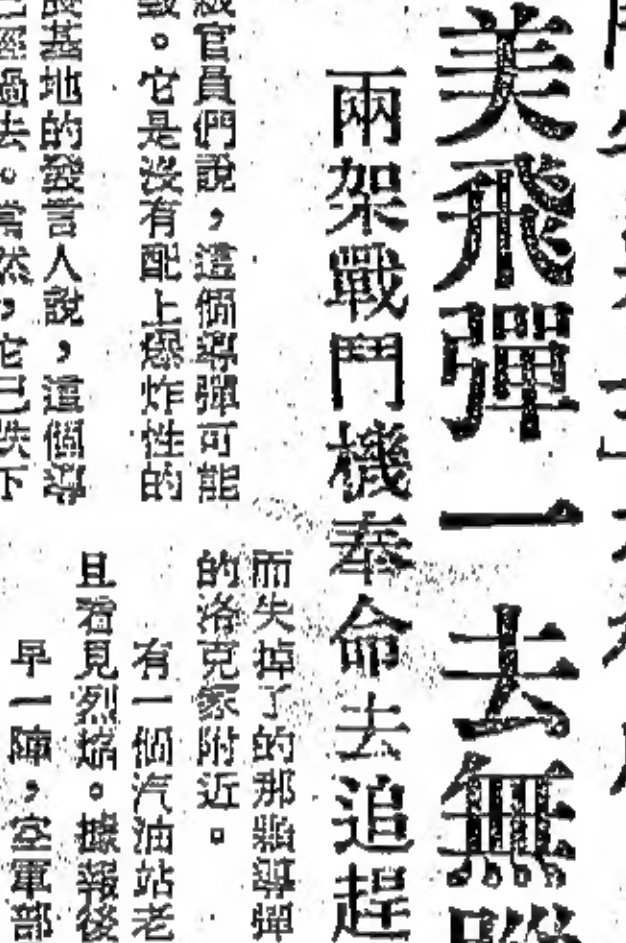 美飛彈一去無蹤
兩架戰鬥機奉命去追趕
級官員們說，這個導彈可能
。它是沒有配上爆炸性的
基地的發言人說，這個導
經過去。當然，它已跌下
而失掉了的那顆導彈
的洛克家附近。
有一個汽油站老
且看見烈焰。據報後
早一陣，空軍部